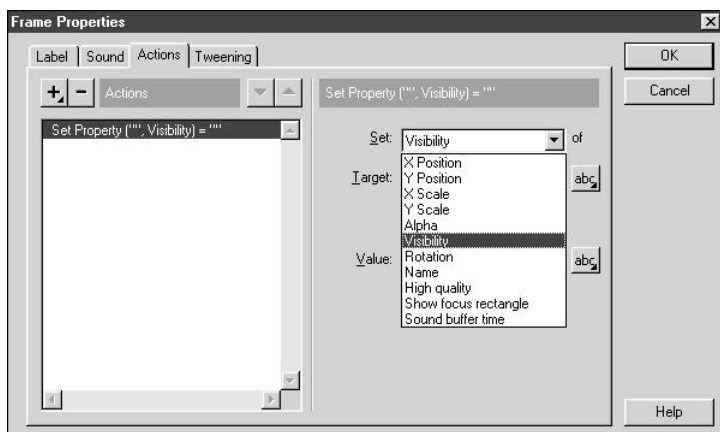 Frame Properties
Label Sound Actions Tweening
OK
Cancel
Help
+ - Actions
Set Property ("", Visibility) = ""
Set Property ("", Visibility) = ""
Set: Visibility of
Target: abc
Value: abc
X Position
Y Position
X Scale
Y Scale
Alpha
Visibility
Rotation
Name
High quality
Show focus rectangle
Sound buffer time